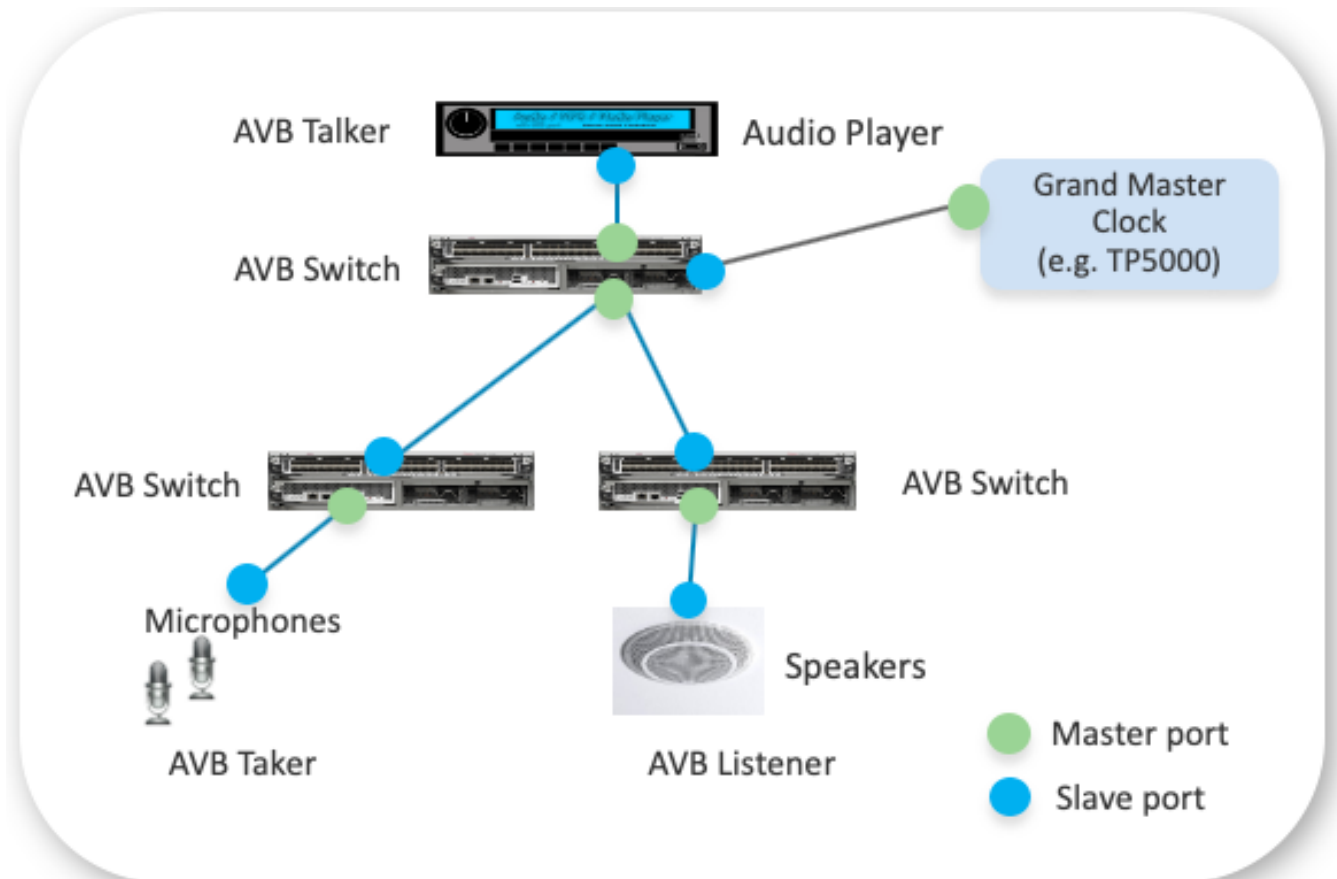 AVB Talker
Audio Player
Grand Master
Clock
(e.g. TP5000)
AVB Switch
AVB Switch
AVB Switch
Microphones
Speakers
AVB Taker
AVB Listener
Master port
Slave port